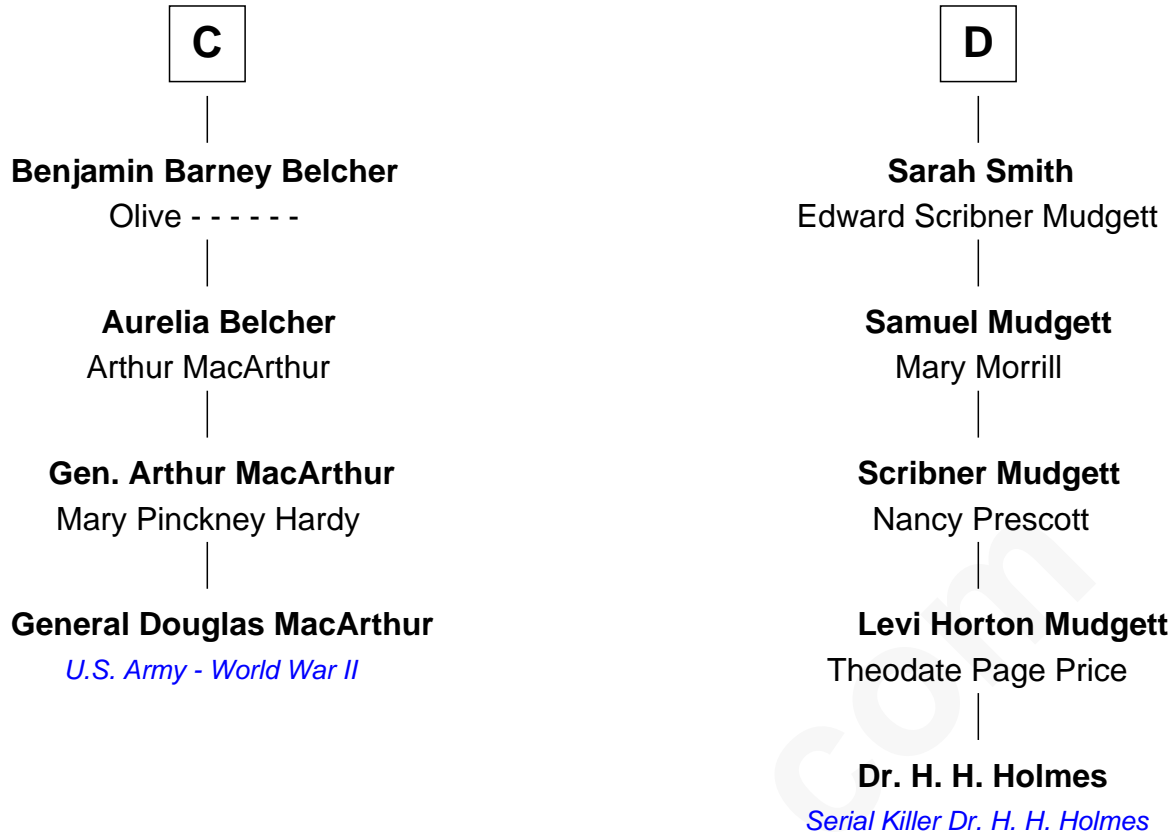 C
Benjamin Barney Belcher
Olive - - - - - -
Aurelia Belcher
Arthur MacArthur
Gen. Arthur MacArthur
Mary Pinckney Hardy
General Douglas MacArthur
U.S. Army - World War II
D
Sarah Smith
Edward Scribner Mudgett
Samuel Mudgett
Mary Morrill
Scribner Mudgett
Nancy Prescott
Levi Horton Mudgett
Theodate Page Price
Dr. H. H. Holmes
Serial Killer Dr. H. H. Holmes
com